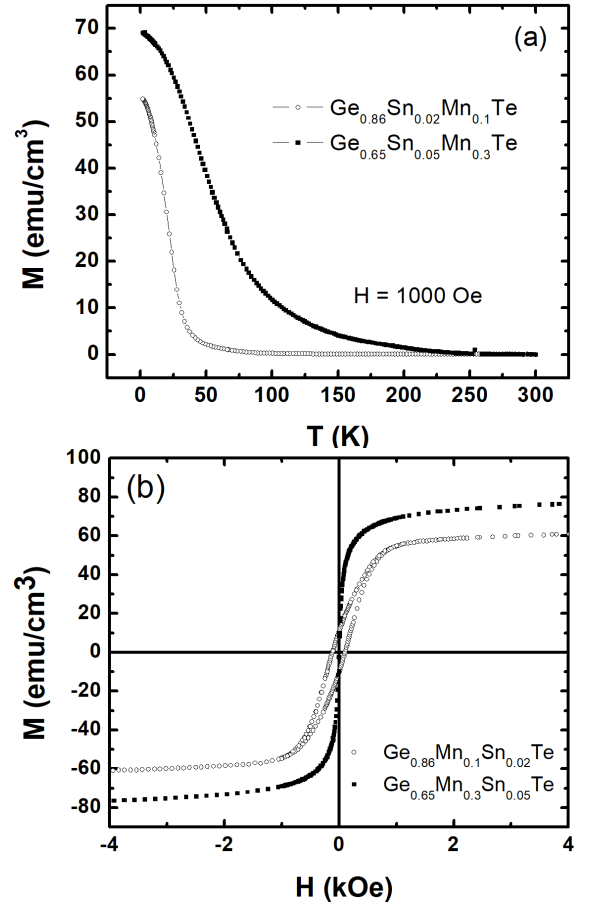 70
60
50
40
30
20
10
0
M (emu/cm³)
(a)
Ge₀.₈₆Sn₀.₀₂Mn₀.₁Te
Ge₀.₆₅Sn₀.₀₅Mn₀.₃Te
H = 1000 Oe
0 50 100 150 200 250 300
T (K)
100
80
60
40
20
0
-20
-40
-60
-80
M (emu/cm³)
(b)
Ge₀.₈₆Mn₀.₁Sn₀.₀₂Te
Ge₀.₆₅Mn₀.₃Sn₀.₀₅Te
-4 -2 0 2 4
H (kOe)